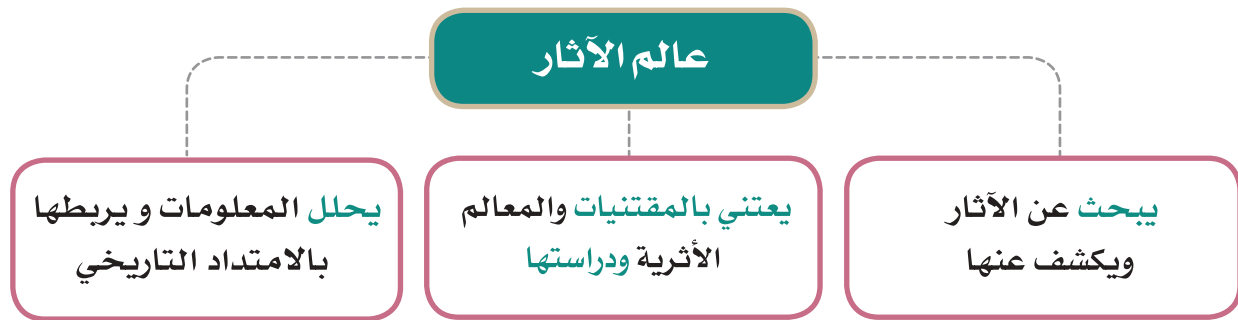 عالم الآثار
يبحث عن الآثار
ويكشف عنها
يعتني بالمقتنيات والمعالم
الأثرية ودراستها
يحلل المعلومات و يربطها
بالامتداد التاريخي